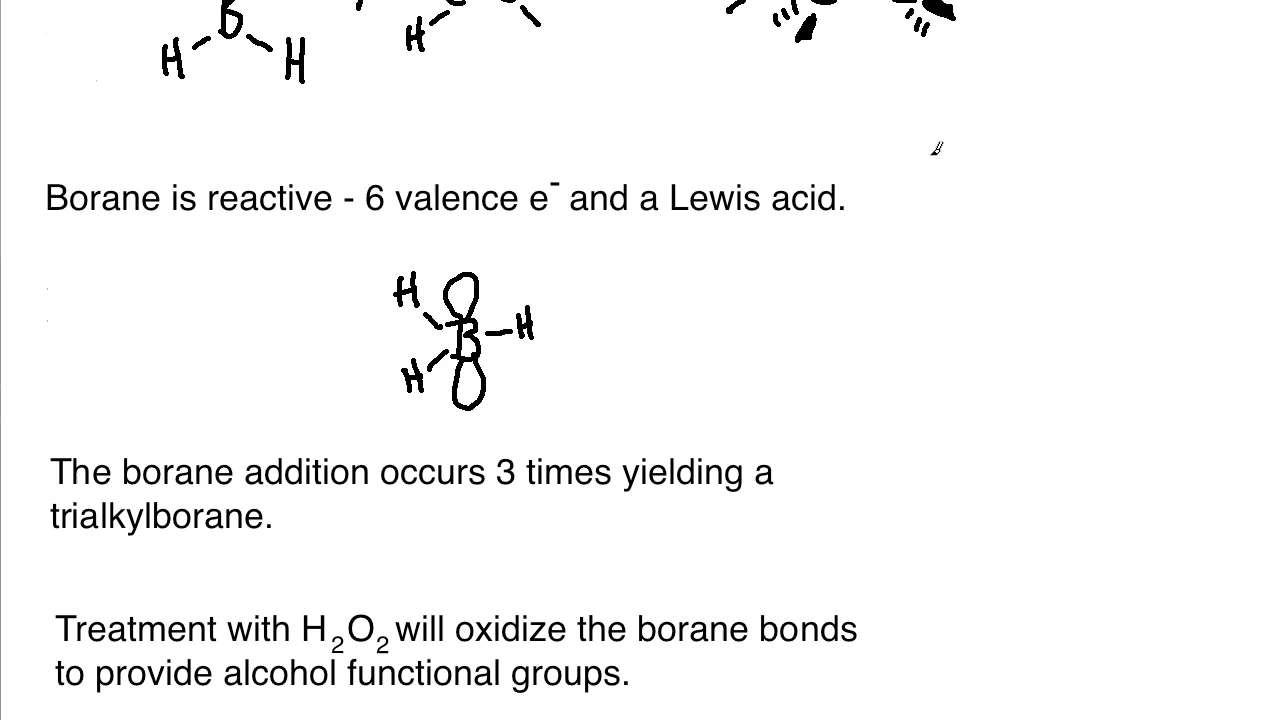 B
H H
H
Borane is reactive - 6 valence e⁻ and a Lewis acid.
H
B H
H
The borane addition occurs 3 times yielding a
trialkylborane.
Treatment with H₂O₂ will oxidize the borane bonds
to provide alcohol functional groups.